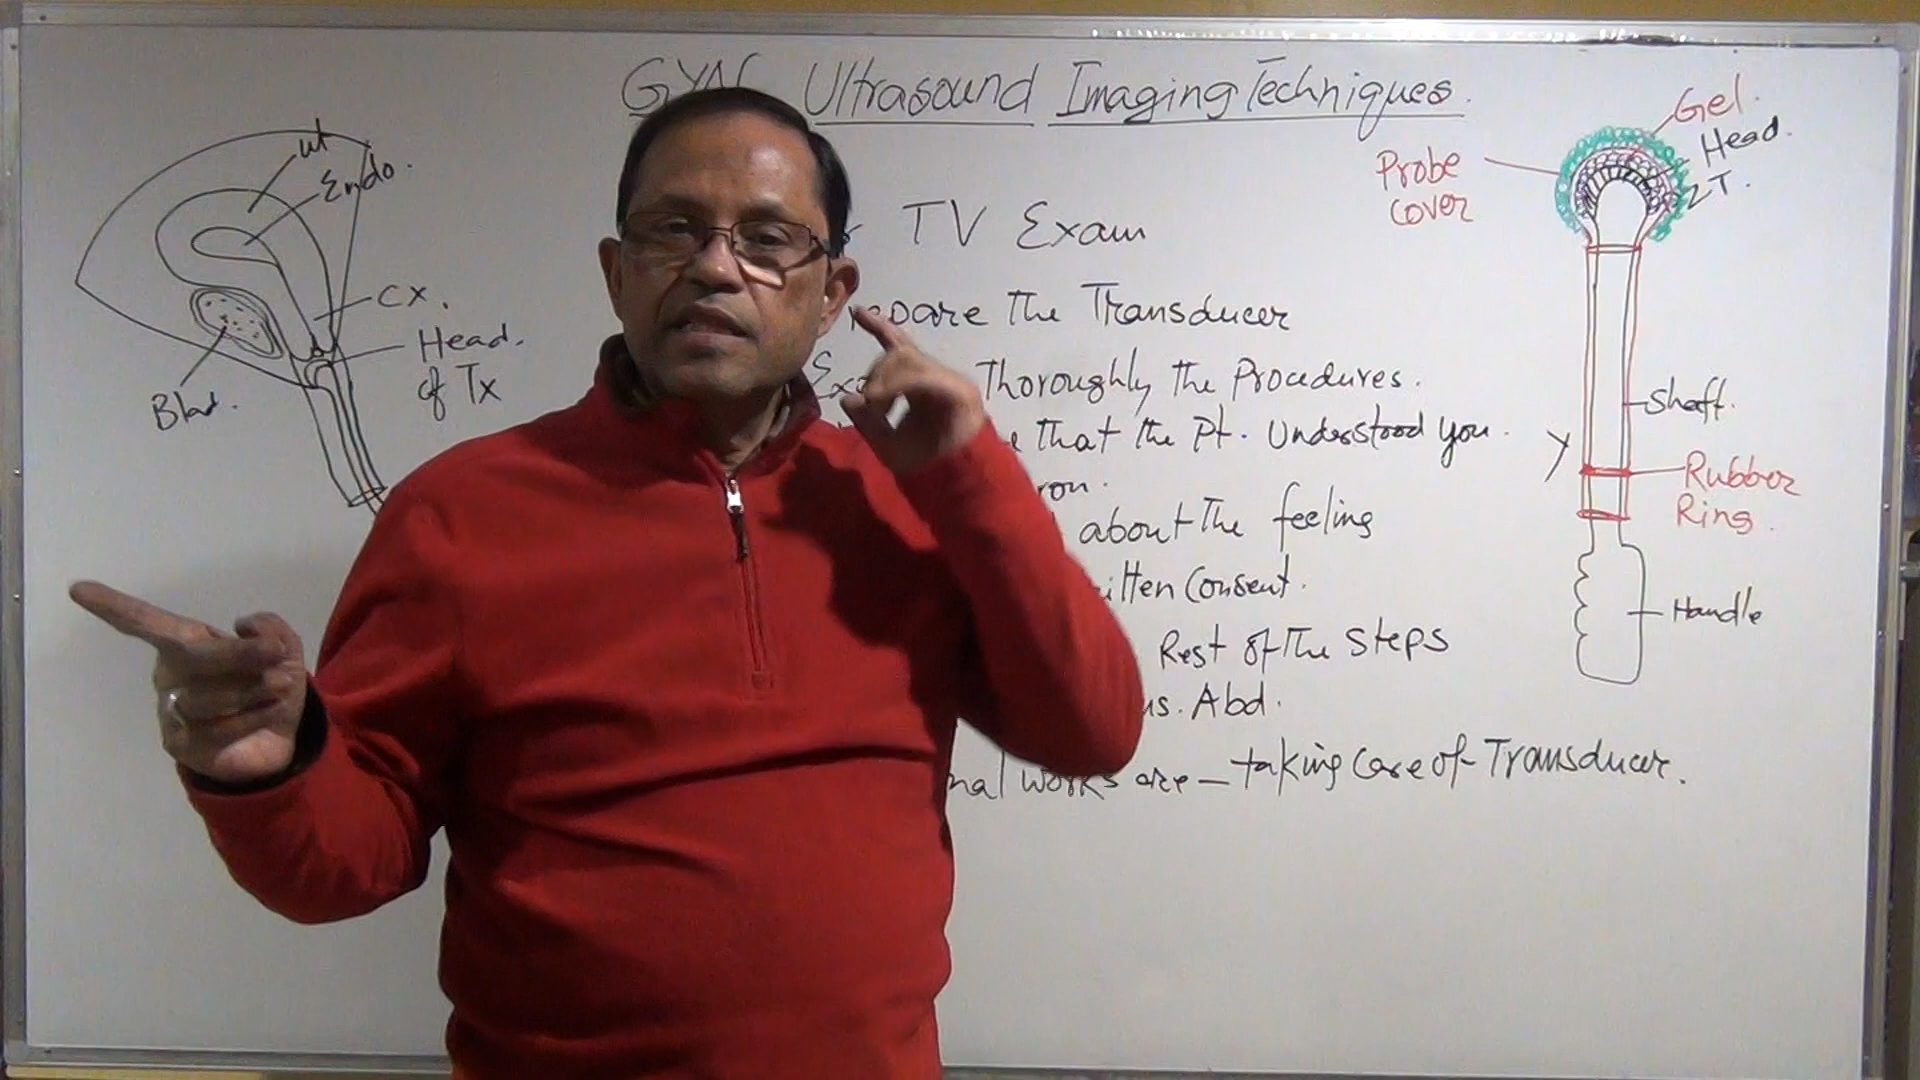 GYN Ultrasound Imaging Techniques.
ut
Endo.
CX.
Head.
of Tx
Blad.
TV Exam
the Transducer
Thoroughly the Procedures.
that the Pt. Understood you.
about the feeling
Consent.
Rest of the Steps
Abd.
works are – taking care of Transducer.
Gel.
Head.
Probe
cover
Shaft.
Rubber
Ring.
Handle